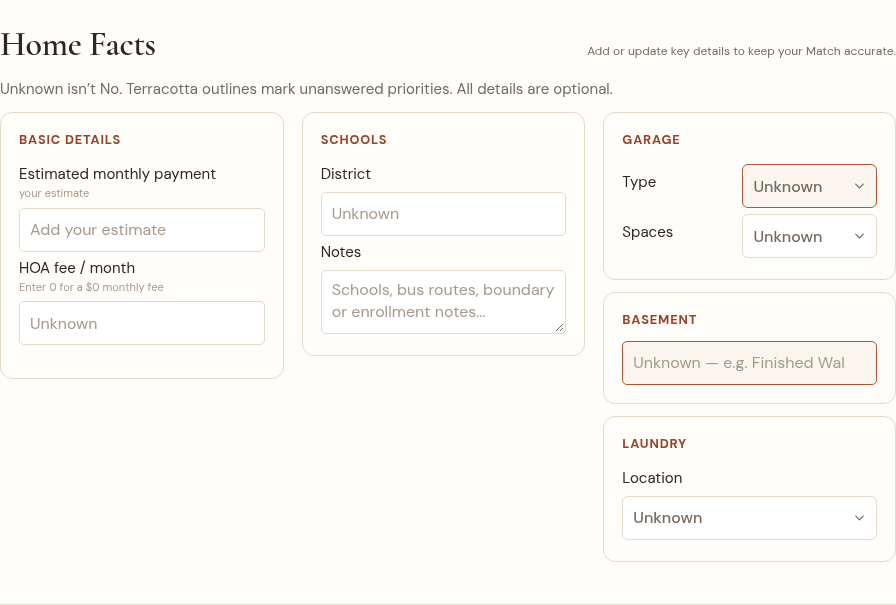 Home Facts
Add or update key details to keep your Match accurate.
Unknown isn’t No. Terracotta outlines mark unanswered priorities. All details are optional.
BASIC DETAILS
Estimated monthly payment
your estimate
Add your estimate
HOA fee / month
Enter 0 for a $0 monthly fee
Unknown
SCHOOLS
District
Unknown
Notes
Schools, bus routes, boundary
or enrollment notes...
GARAGE
Type
Unknown
Spaces
Unknown
BASEMENT
Unknown — e.g. Finished Wal
LAUNDRY
Location
Unknown